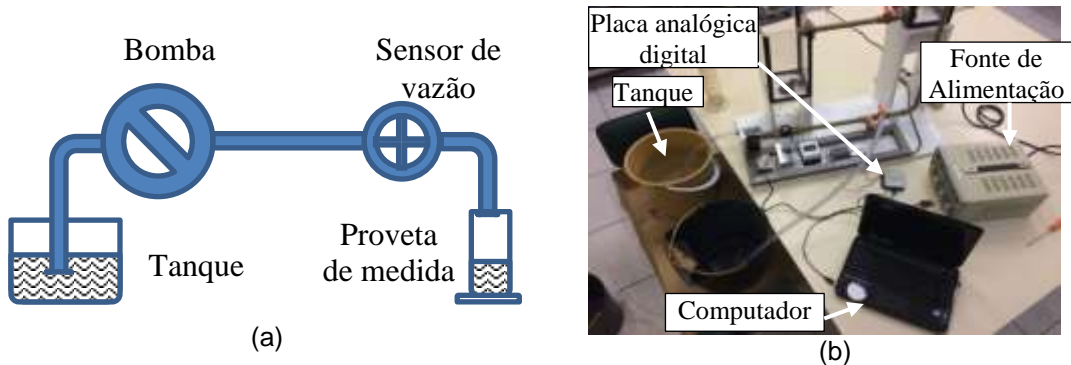 Bomba
Sensor de
vazão
Tanque
Proveta
de medida
(a)
Placa analógica
digital
Tanque
Fonte de
Alimentação
Computador
(b)